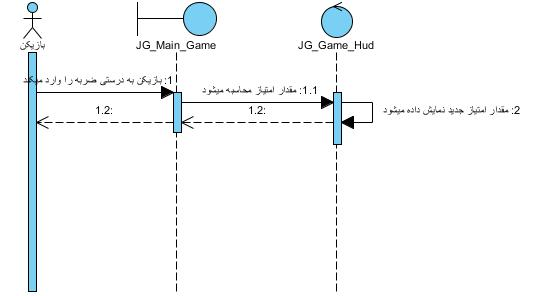 بازیکن
JG_Main_Game
JG_Game_Hud
1: بازیکن به درستی ضربه را وارد میکند
1.1: مقدار امتیاز محاسبه میشود
1.2:
1.2:
2: مقدار امتیاز جدید نمایش داده میشود